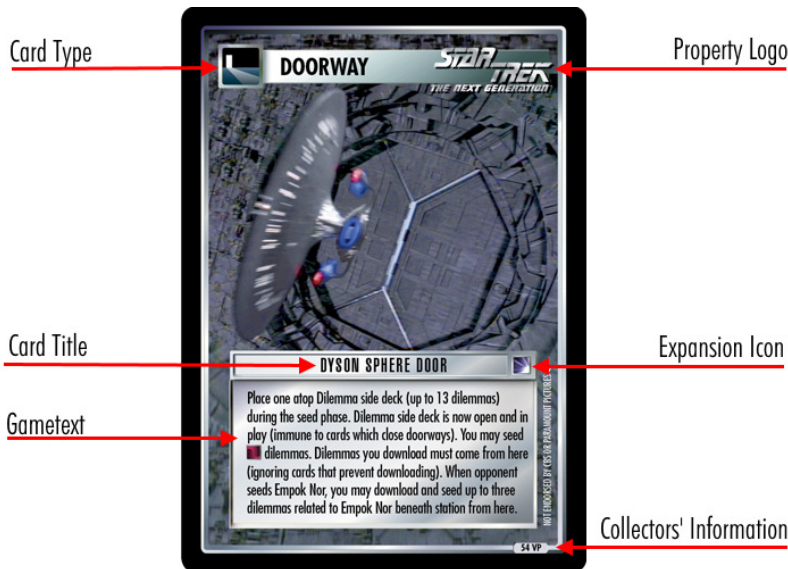 Card Type
DOORWAY
STAR TREK
THE NEXT GENERATION
Property Logo
Card Title
DYSON SPHERE DOOR
Expansion Icon
Gametext
Place one atop Dilemma side deck (up to 13 dilemmas)
during the seed phase. Dilemma side deck is now open and in
play (immune to cards which close doorways). You may seed
dilemmas. Dilemmas you download must come from here
(ignoring cards that prevent downloading). When opponent
seeds Empok Nor, you may download and seed up to three
dilemmas related to Empok Nor beneath station from here.
NOT ENDORSED BY CBS OR PARAMOUNT PICTURES
Collectors' Information
54 VP